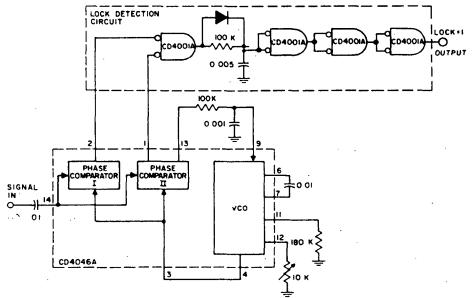 LOCK DETECTION
CIRCUIT
CD4001A
100 K
0 005
CD4001A
CD4001A
CD4001A
LOCK=1
OUTPUT
100K
0 001
2
1
13
9
PHASE
COMPARATOR
I
PHASE
COMPARATOR
II
SIGNAL
IN
14
01
VCO
6
7
0 01
11
180 K
12
10 K
CD4046A
3
4